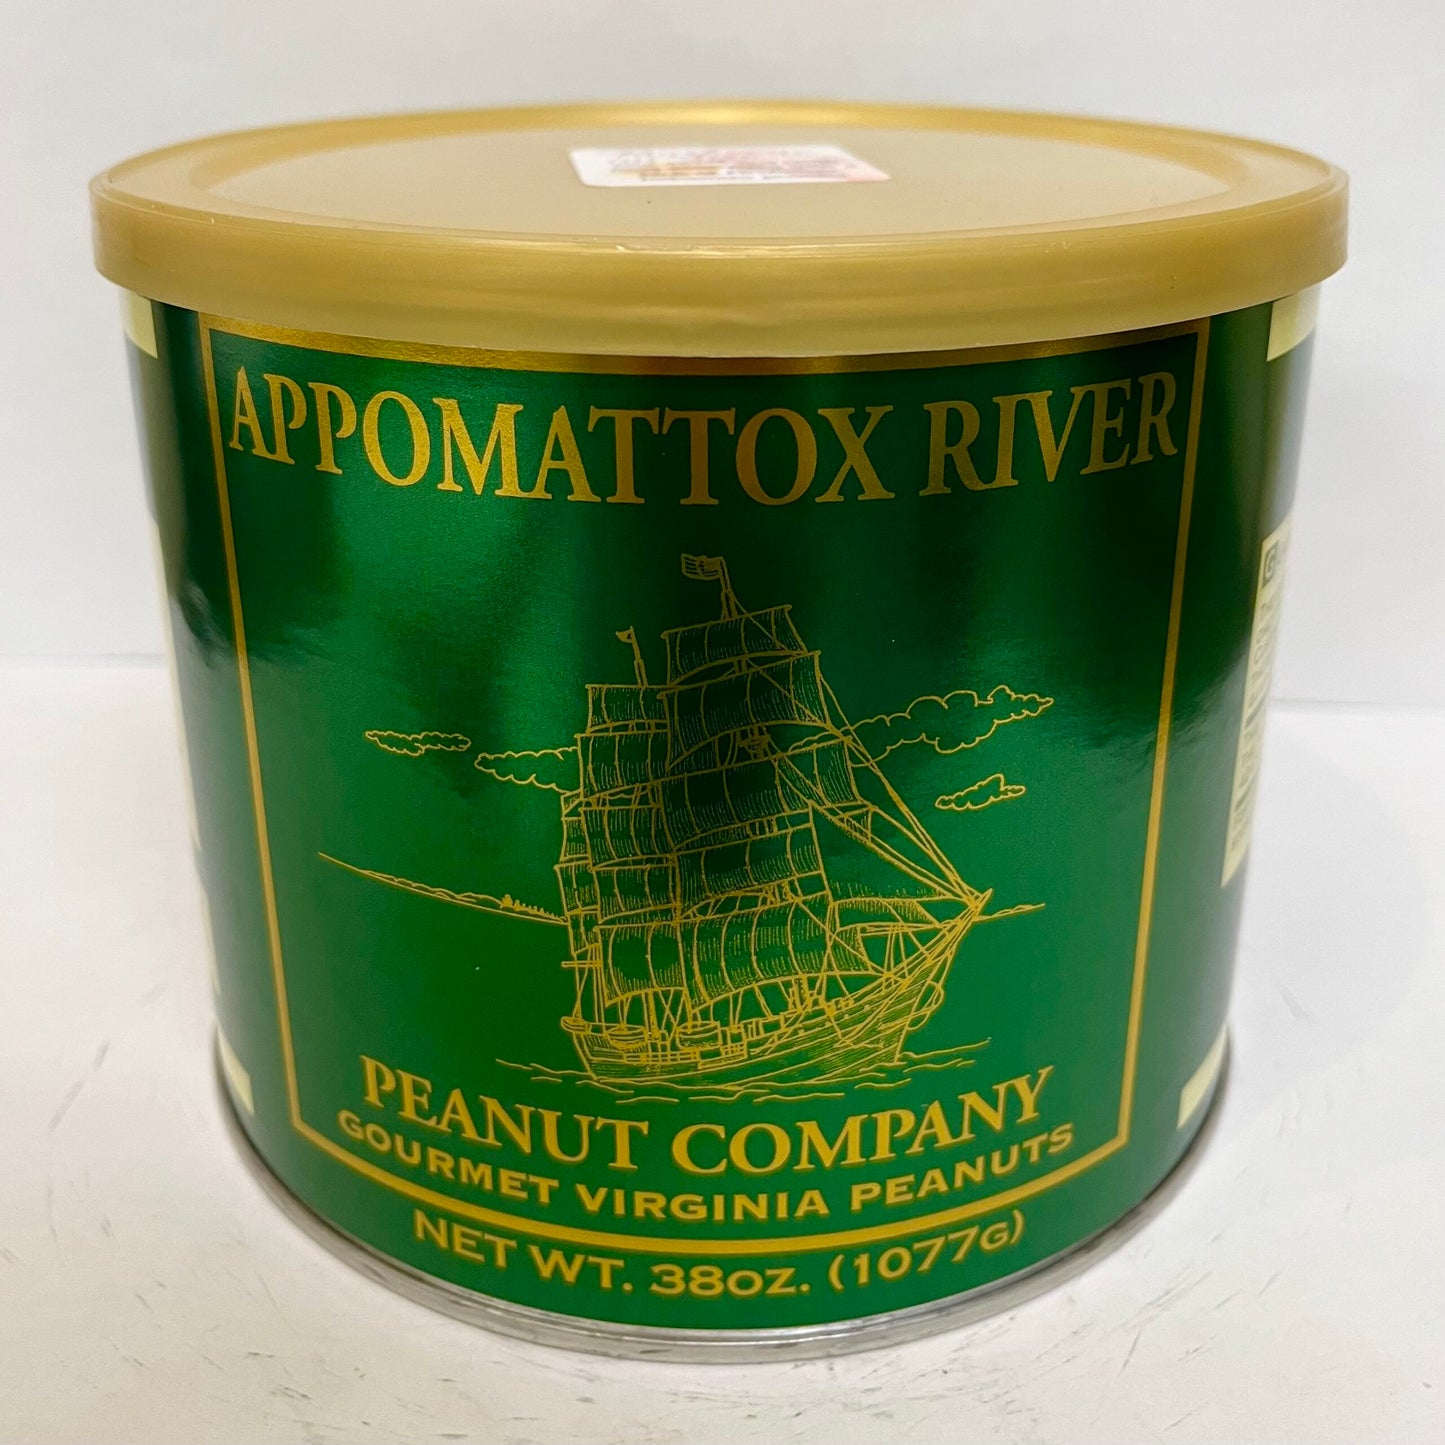 APPOMATTOX RIVER
PEANUT COMPANY
GOURMET VIRGINIA PEANUTS
NET WT. 38OZ. (1077G)